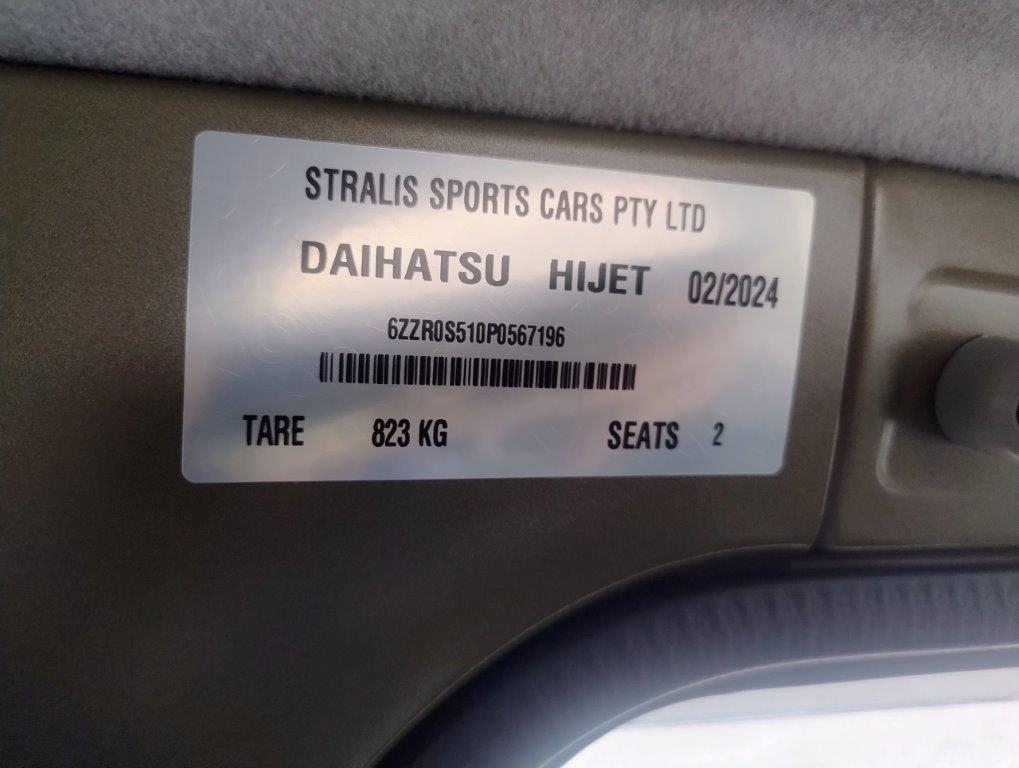 STRALIS SPORTS CARS PTY LTD
DAIHATSU HIJET 02/2024
6ZZR0S510P0567196
TARE 823 KG SEATS 2